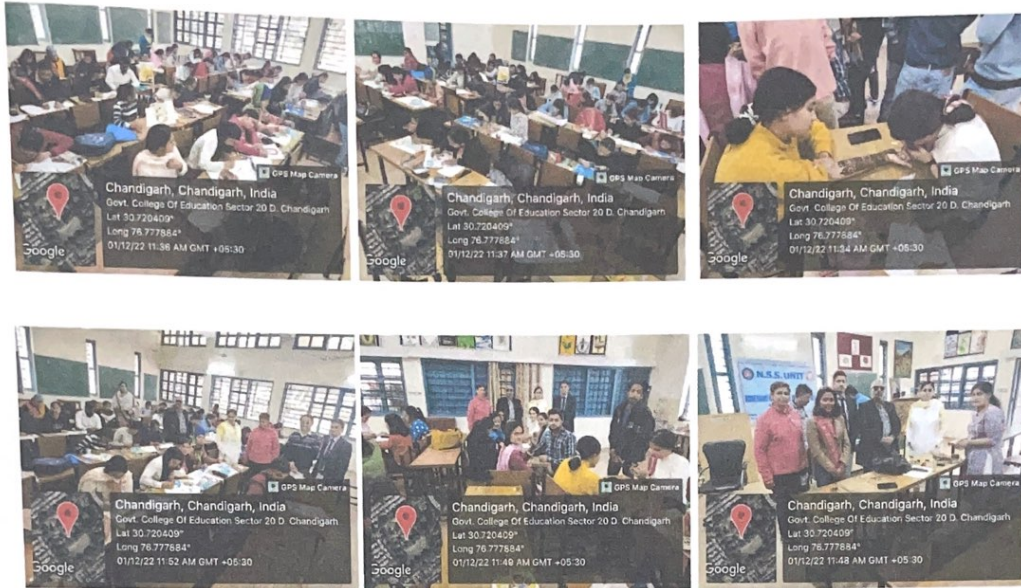 GPS Map Camera
Chandigarh, Chandigarh, India
Govt. College Of Education Sector 20 D. Chandigarh
Lat 30.720409°
Long 76.777884°
01/12/22 11:36 AM GMT +05:30
Google
GPS Map Camera
Chandigarh, Chandigarh, India
Govt. College Of Education Sector 20 D. Chandigarh
Lat 30.720409°
Long 76.777884°
01/12/22 11:37 AM GMT +05:30
Google
GPS Map Camera
Chandigarh, Chandigarh, India
Govt. College Of Education Sector 20 D. Chandigarh
Lat 30.720409°
Long 76.777884°
01/12/22 11:34 AM GMT +05:30
Google
GPS Map Camera
Chandigarh, Chandigarh, India
Govt. College Of Education Sector 20 D. Chandigarh
Lat 30.720409°
Long 76.777884°
01/12/22 11:52 AM GMT +05:30
Google
GPS Map Camera
Chandigarh, Chandigarh, India
Govt. College Of Education Sector 20 D. Chandigarh
Lat 30.720409°
Long 76.777884°
01/12/22 11:49 AM GMT +05:30
Google
N.S.S. UNIT
GPS Map Camera
Chandigarh, Chandigarh, India
Govt. College Of Education Sector 20 D. Chandigarh
Lat 30.720409°
Long 76.777884°
01/12/22 11:48 AM GMT +05:30
Google